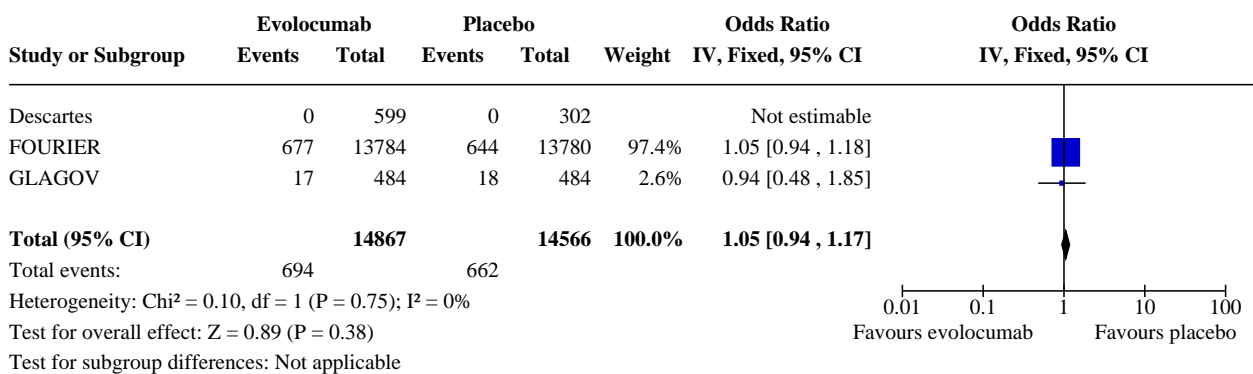 Evolocumab Placebo Odds Ratio Odds Ratio
Study or Subgroup Events Total Events Total Weight IV, Fixed, 95% CI IV, Fixed, 95% CI
Descartes 0 599 0 302 Not estimable
FOURIER 677 13784 644 13780 97.4% 1.05 [0.94 , 1.18]
GLAGOV 17 484 18 484 2.6% 0.94 [0.48 , 1.85]
Total (95% CI) 14867 14566 100.0% 1.05 [0.94 , 1.17]
Total events: 694 662
Heterogeneity: Chi² = 0.10, df = 1 (P = 0.75); I² = 0%
0.01 0.1 1 10 100
Test for overall effect: Z = 0.89 (P = 0.38) Favours evolocumab Favours placebo
Test for subgroup differences: Not applicable